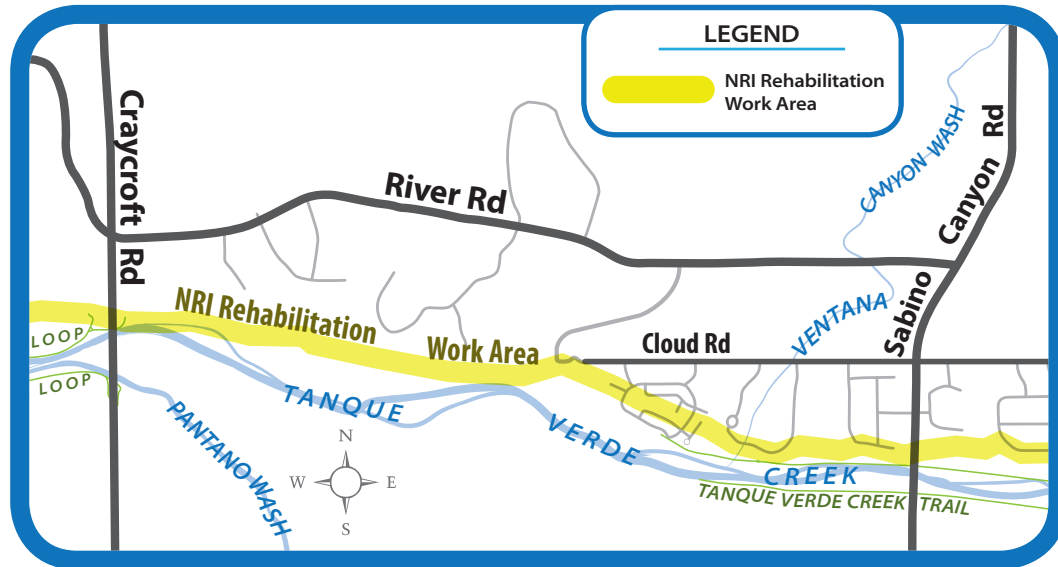 LEGEND
NRI Rehabilitation
Work Area
Craycroft Rd
River Rd
CANYON WASH
Sabino Canyon Rd
VENTANA
NRI Rehabilitation Work Area
Cloud Rd
LOOP
LOOP
TANQUE VERDE CREEK
PANTANO WASH
N
W
E
S
TANQUE VERDE CREEK TRAIL